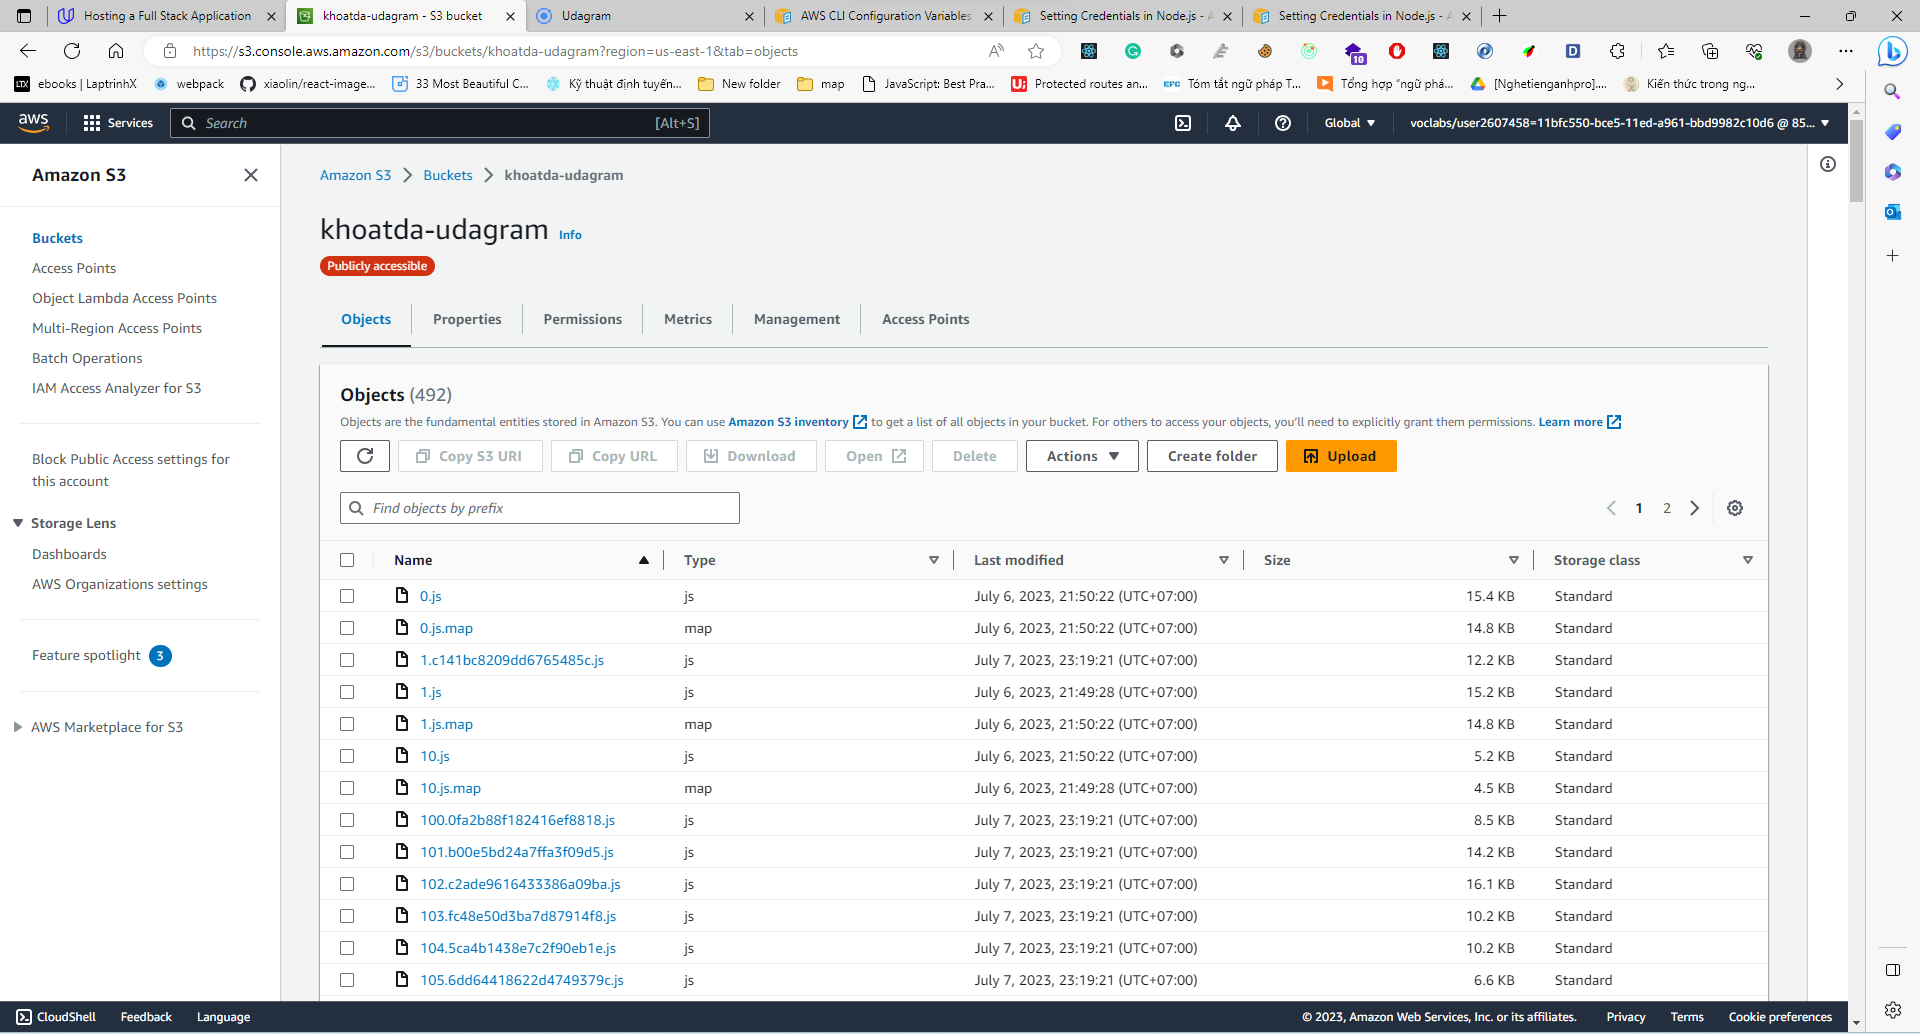 Hosting a Full Stack Application
khoatda-udagram - S3 bucket
Udagram
AWS CLI Configuration Variables
Setting Credentials in Node.js - A
Setting Credentials in Node.js - A
https://s3.console.aws.amazon.com/s3/buckets/khoatda-udagram?region=us-east-1&tab=objects
10
ebooks | LaptrinhX
webpack
xiaolin/react-image...
33 Most Beautiful C...
Kỹ thuật định tuyến...
New folder
map
JavaScript: Best Pra...
Protected routes an...
EFC
Tóm tắt ngữ pháp T...
Tổng hợp "ngữ phá...
[Nghetienganhpro]....
Kiến thức trong ng...
aws
Services
Search
[Alt+S]
Global
voclabs/user2607458=11bfc550-bce5-11ed-a961-bbd9982c10d6 @ 85...
Amazon S3
Buckets
Access Points
Object Lambda Access Points
Multi-Region Access Points
Batch Operations
IAM Access Analyzer for S3
Block Public Access settings for
this account
Storage Lens
Dashboards
AWS Organizations settings
Feature spotlight 3
AWS Marketplace for S3
Amazon S3
Buckets
khoatda-udagram
khoatda-udagram Info
Publicly accessible
Objects
Properties
Permissions
Metrics
Management
Access Points
Objects (492)
Objects are the fundamental entities stored in Amazon S3. You can use Amazon S3 inventory to get a list of all objects in your bucket. For others to access your objects, you'll need to explicitly grant them permissions. Learn more
Copy S3 URI
Copy URL
Download
Open
Delete
Actions
Create folder
Upload
Find objects by prefix
1 2
Name Type Last modified Size Storage class
0.js js July 6, 2023, 21:50:22 (UTC+07:00) 15.4 KB Standard
0.js.map map July 6, 2023, 21:50:22 (UTC+07:00) 14.8 KB Standard
1.c141bc8209dd6765485c.js js July 7, 2023, 23:19:21 (UTC+07:00) 12.2 KB Standard
1.js js July 6, 2023, 21:49:28 (UTC+07:00) 15.2 KB Standard
1.js.map map July 6, 2023, 21:50:22 (UTC+07:00) 14.8 KB Standard
10.js js July 6, 2023, 21:50:22 (UTC+07:00) 5.2 KB Standard
10.js.map map July 6, 2023, 21:49:28 (UTC+07:00) 4.5 KB Standard
100.0fa2b88f182416ef8818.js js July 7, 2023, 23:19:21 (UTC+07:00) 8.5 KB Standard
101.b00e5bd24a7ffa3f09d5.js js July 7, 2023, 23:19:21 (UTC+07:00) 14.2 KB Standard
102.c2ade9616433386a09ba.js js July 7, 2023, 23:19:21 (UTC+07:00) 16.1 KB Standard
103.fc48e50d3ba7d87914f8.js js July 7, 2023, 23:19:21 (UTC+07:00) 10.2 KB Standard
104.5ca4b1438e7c2f90eb1e.js js July 7, 2023, 23:19:21 (UTC+07:00) 10.2 KB Standard
105.6dd64418622d4749379c.js js July 7, 2023, 23:19:21 (UTC+07:00) 6.6 KB Standard
CloudShell
Feedback
Language
© 2023, Amazon Web Services, Inc. or its affiliates.
Privacy
Terms
Cookie preferences